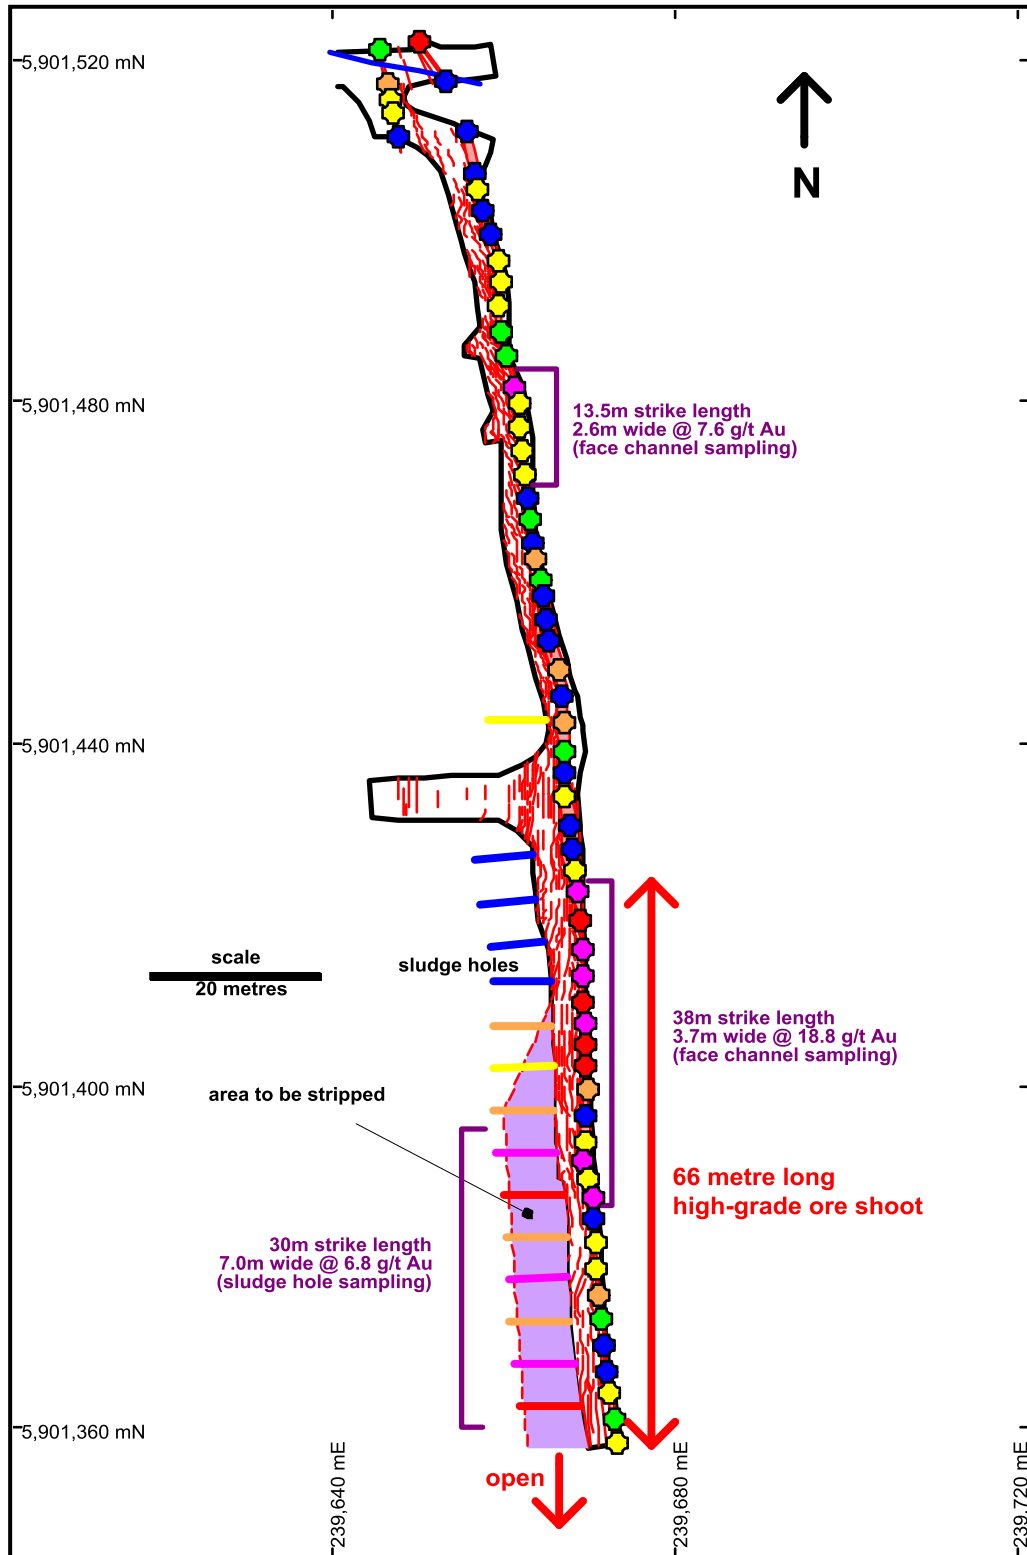 5,901,520 mN
N
5,901,480 mN
13.5m strike length
2.6m wide @ 7.6 g/t Au
(face channel sampling)
5,901,440 mN
scale
20 metres
sludge holes
38m strike length
3.7m wide @ 18.8 g/t Au
(face channel sampling)
5,901,400 mN
area to be stripped
66 metre long
high-grade ore shoot
30m strike length
7.0m wide @ 6.8 g/t Au
(sludge hole sampling)
5,901,360 mN
open
239,640 mE
239,680 mE
239,720 mE